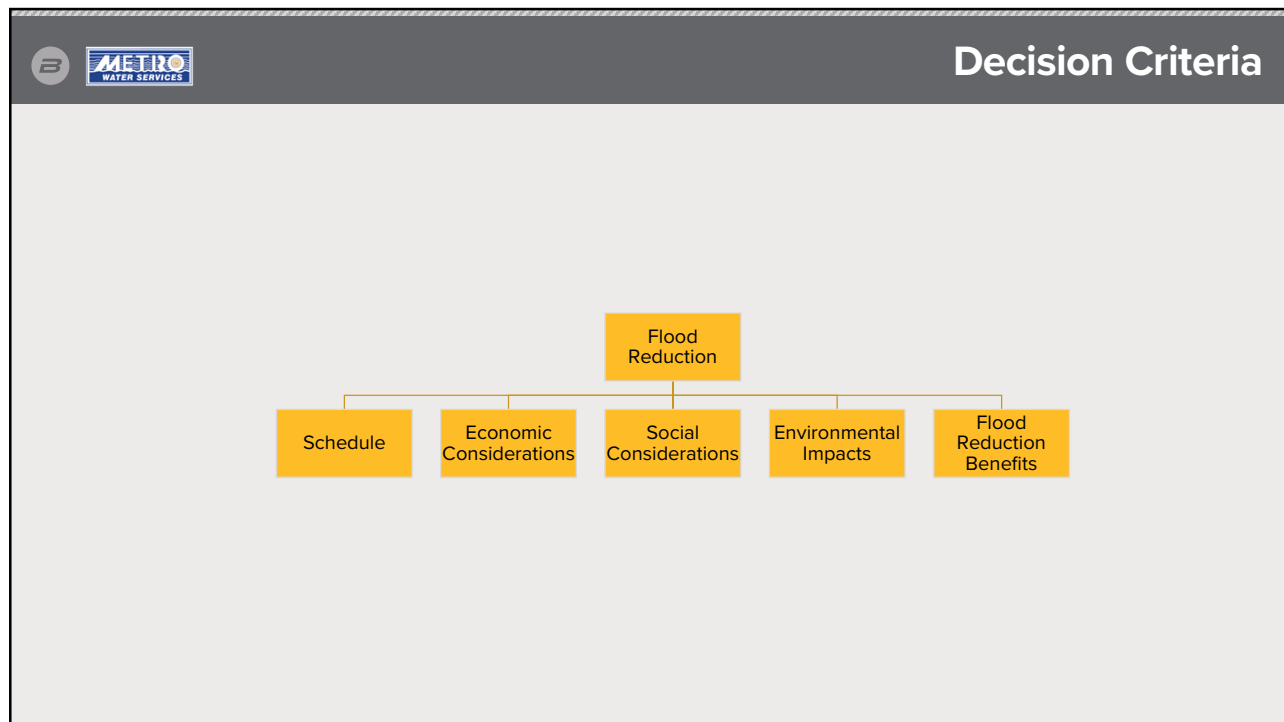 B
METRO
WATER SERVICES
Decision Criteria
Flood
Reduction
Schedule
Economic
Considerations
Social
Considerations
Environmental
Impacts
Flood
Reduction
Benefits